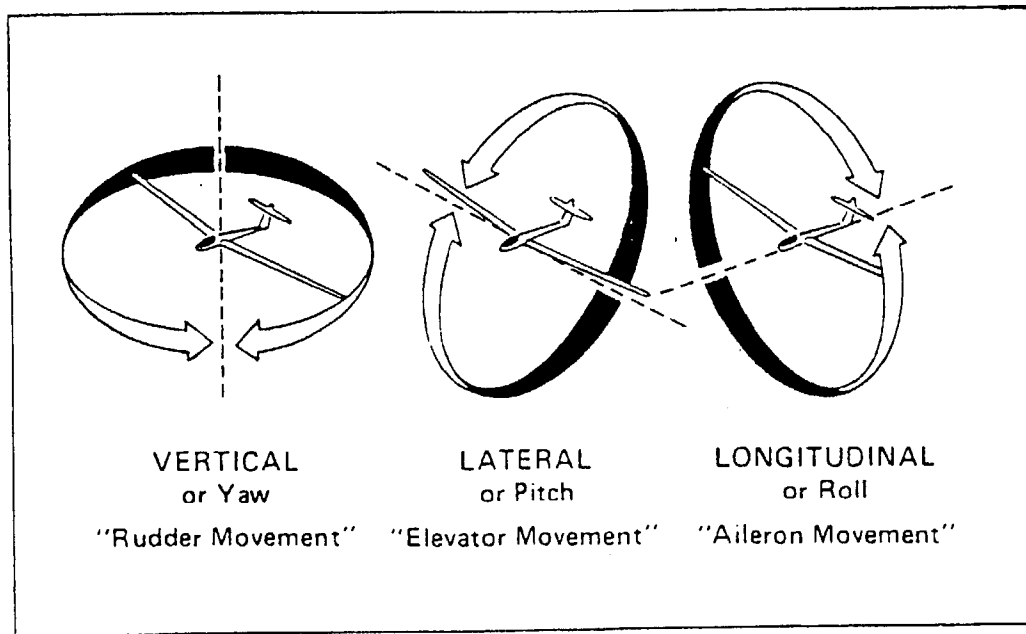 VERTICAL
or Yaw
"Rudder Movement"
LATERAL
or Pitch
"Elevator Movement"
LONGITUDINAL
or Roll
"Aileron Movement"